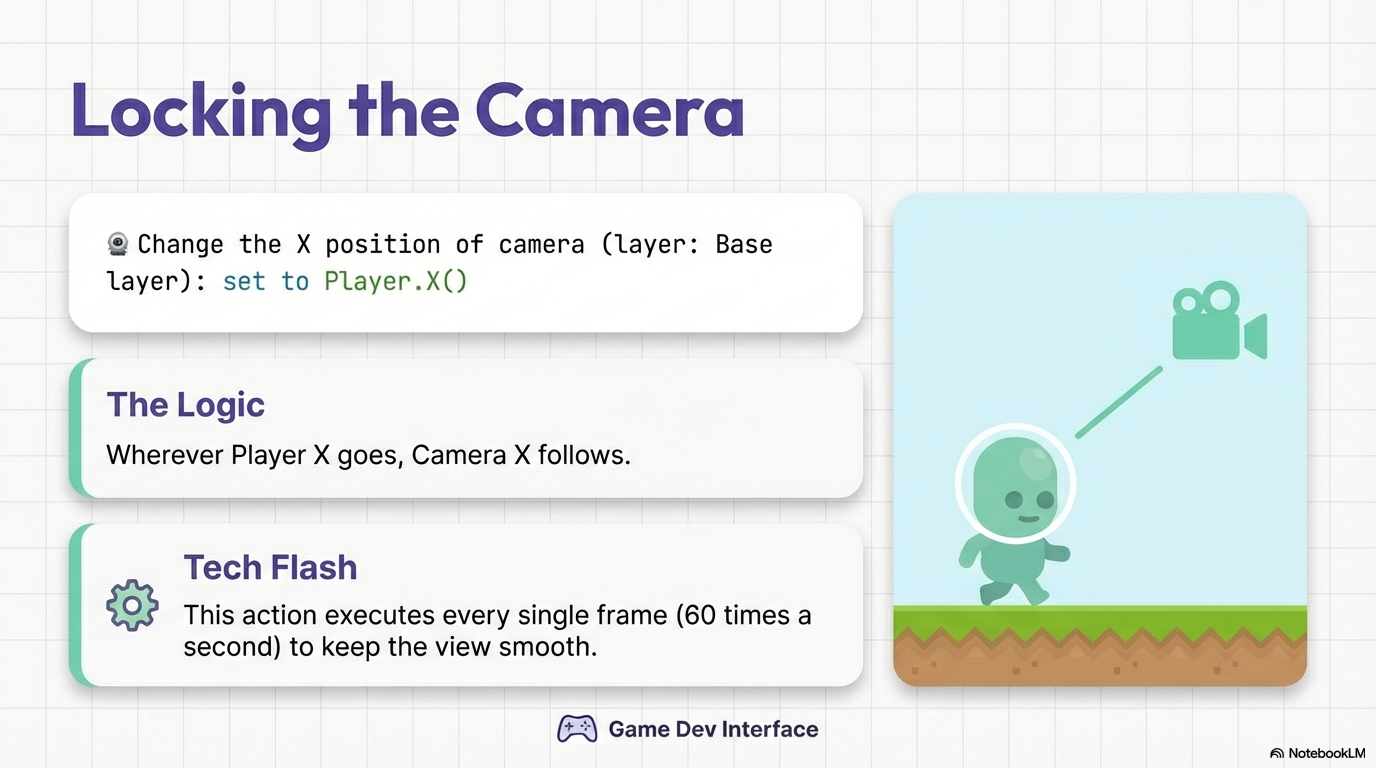 Locking the Camera
Change the X position of camera (layer: Base
layer): set to Player.X()
The Logic
Wherever Player X goes, Camera X follows.
Tech Flash
This action executes every single frame (60 times a
second) to keep the view smooth.
Game Dev Interface
NotebookLM